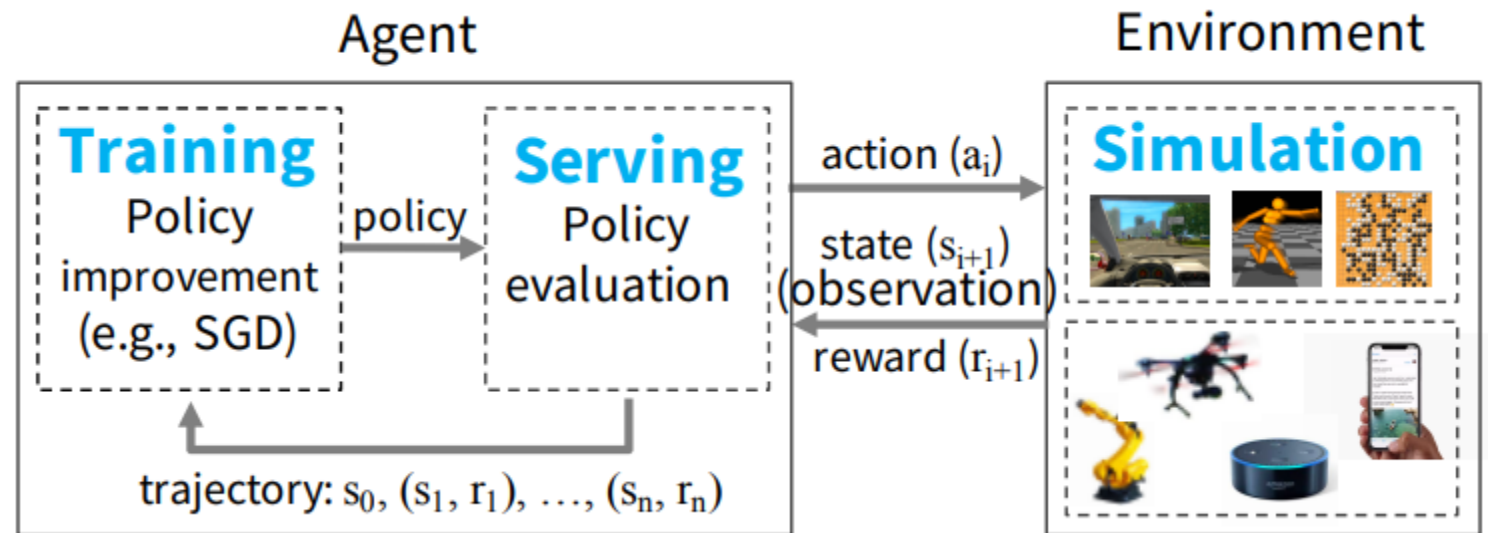 Agent
Environment
Training
Policy
improvement
(e.g., SGD)
policy
Serving
Policy
evaluation
trajectory: s₀, (s₁, r₁), …, (sₙ, rₙ)
action (aᵢ)
state (sᵢ₊₁)
(observation)
reward (rᵢ₊₁)
Simulation